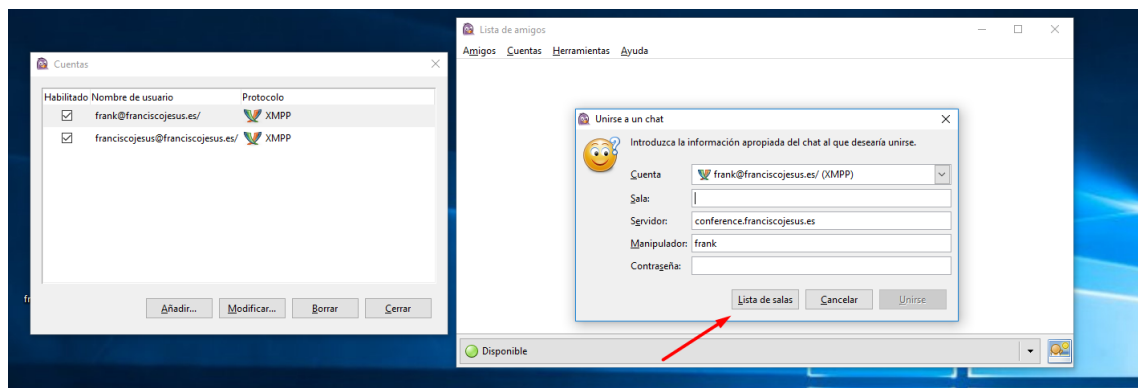 Cuentas
Habilitado Nombre de usuario Protocolo
frank@franciscojesus.es/ XMPP
franciscojesus@franciscojesus.es/ XMPP
Añadir... Modificar... Borrar Cerrar
Lista de amigos
Amigos Cuentas Herramientas Ayuda
Unirse a un chat
Introduzca la información apropiada del chat al que desearía unirse.
Cuenta frank@franciscojesus.es/ (XMPP)
Sala:
Servidor: conference.franciscojesus.es
Manipulador: frank
Contraseña:
Lista de salas Cancelar Unirse
Disponible